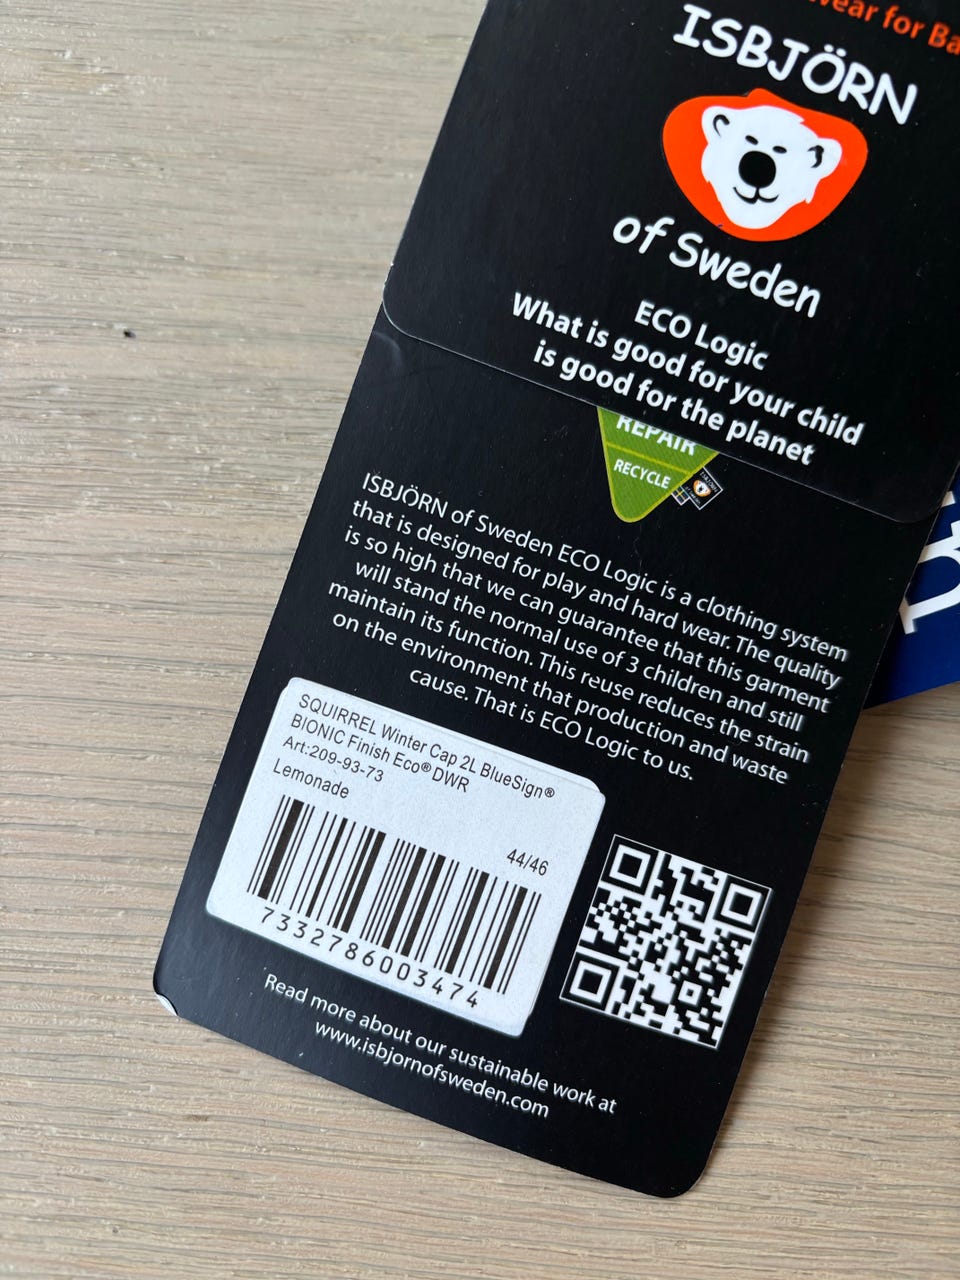 for Ba
ISBJÖRN
of Sweden
ECO Logic
What is good for your child
is good for the planet
REPAIR
RECYCLE
ISBJÖRN of Sweden ECO Logic is a clothing system
that is designed for play and hard wear. The quality
is so high that we can guarantee that this garment
will stand the normal use of 3 children and still
maintain its function. This reuse reduces the strain
on the environment that production and waste
cause. That is ECO Logic to us.
SQUIRREL Winter Cap 2L BlueSign®
BIONIC Finish Eco® DWR
Art:209-93-73
Lemonade
44/46
7332786003474
Read more about our sustainable work at
www.isbjornofsweden.com